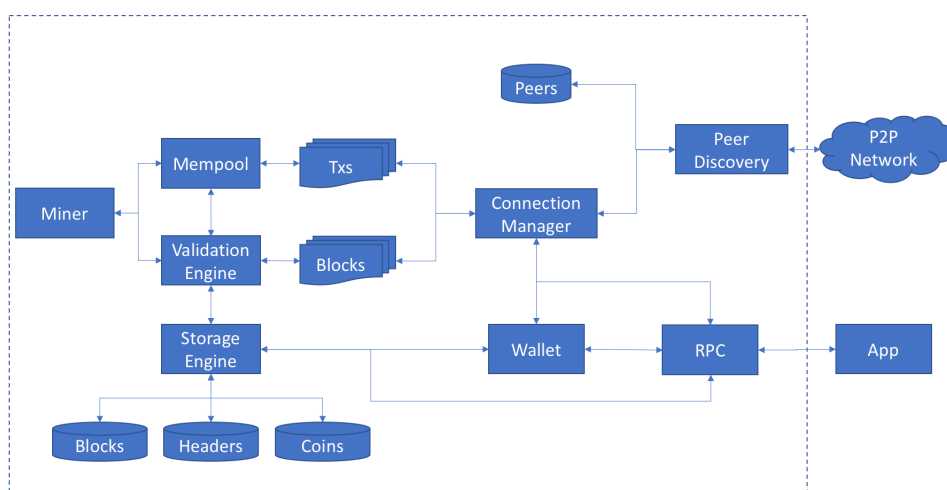 Peers
P2P
Network
Peer
Discovery
Mempool
Txs
Miner
Connection
Manager
Validation
Engine
Blocks
Storage
Engine
Wallet
RPC
App
Blocks
Headers
Coins